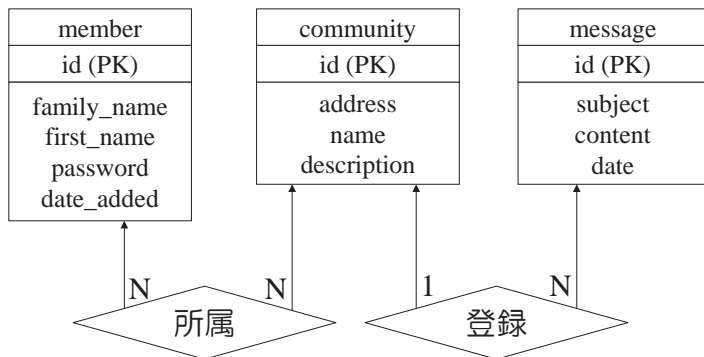 member
id (PK)
family_name
first_name
password
date_added
community
id (PK)
address
name
description
message
id (PK)
subject
content
date
N
N
所属
1
N
登録